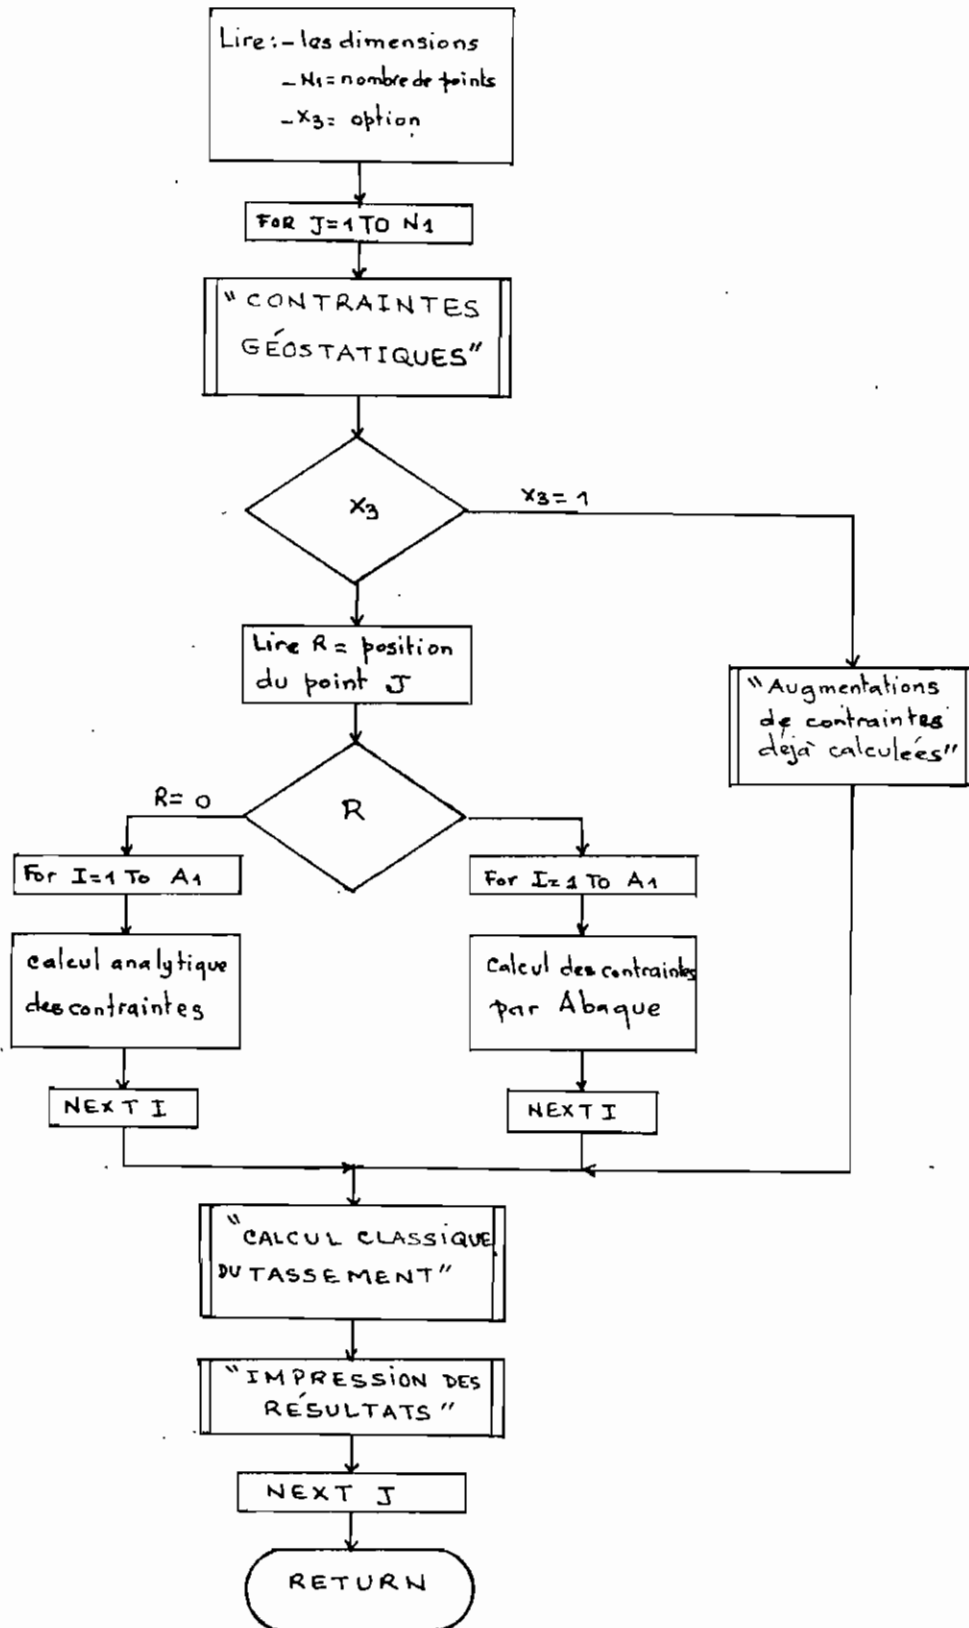 Lire:-les dimensions
-N1=nombre de points
-X3= option
FOR J=1 TO N1
"CONTRAINTES
GÉOSTATIQUES"
X3
X3=1
Lire R= position
du point J
"Augmentations
de contraintes
déjà calculées"
R=0
R
For I=1 To A1
For I=1 To A1
calcul analytique
des contraintes
Calcul des contraintes
par Abaque
NEXT I
NEXT I
"CALCUL CLASSIQUE
DU TASSEMENT"
"IMPRESSION DES
RÉSULTATS"
NEXT J
RETURN